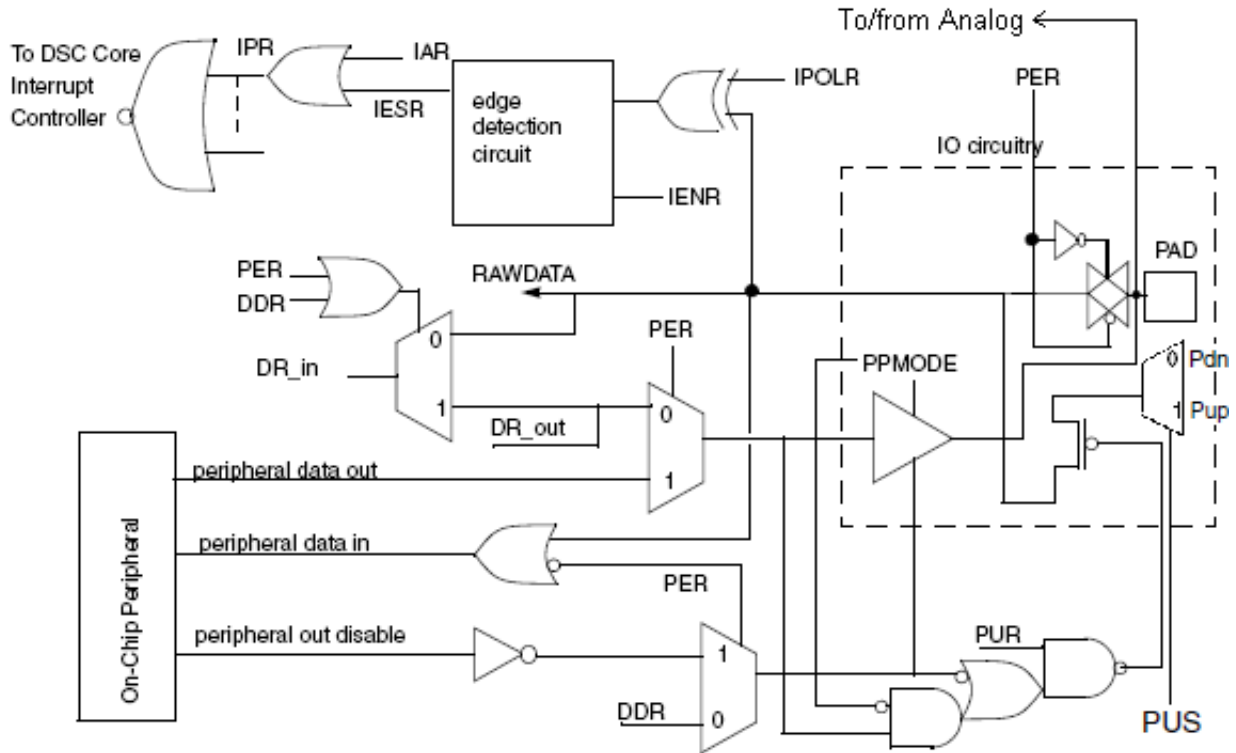 To/from Analog
To DSC Core
Interrupt
Controller
IPR
IAR
IESR
edge
detection
circuit
IPOLR
IENR
PER
IO circuitry
PAD
PER
DDR
RAWDATA
0
1
DR_in
DR_out
PER
0
1
PPMODE
0
Pdn
1
Pup
On-Chip Peripheral
peripheral data out
peripheral data in
peripheral out disable
PER
1
0
DDR
PUR
PUS